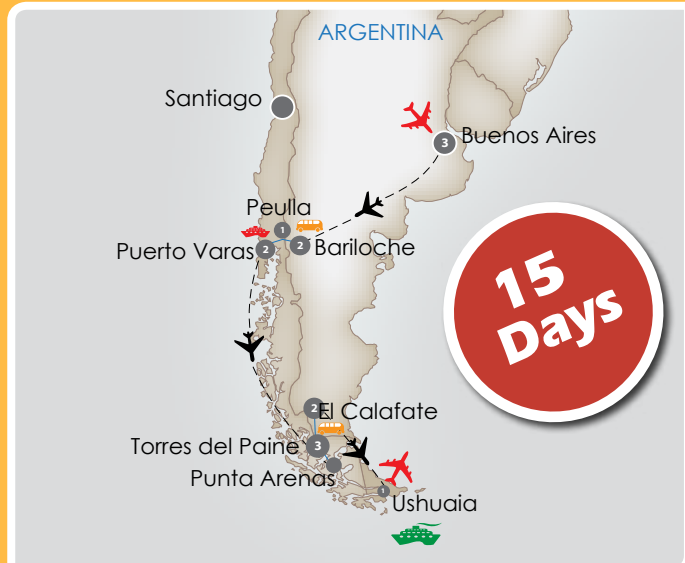 ARGENTINA
Santiago
3
Buenos Aires
Peulla
1
Puerto Varas
2
2
Bariloche
15
Days
2
El Calafate
Torres del Paine
3
Punta Arenas
1
Ushuaia